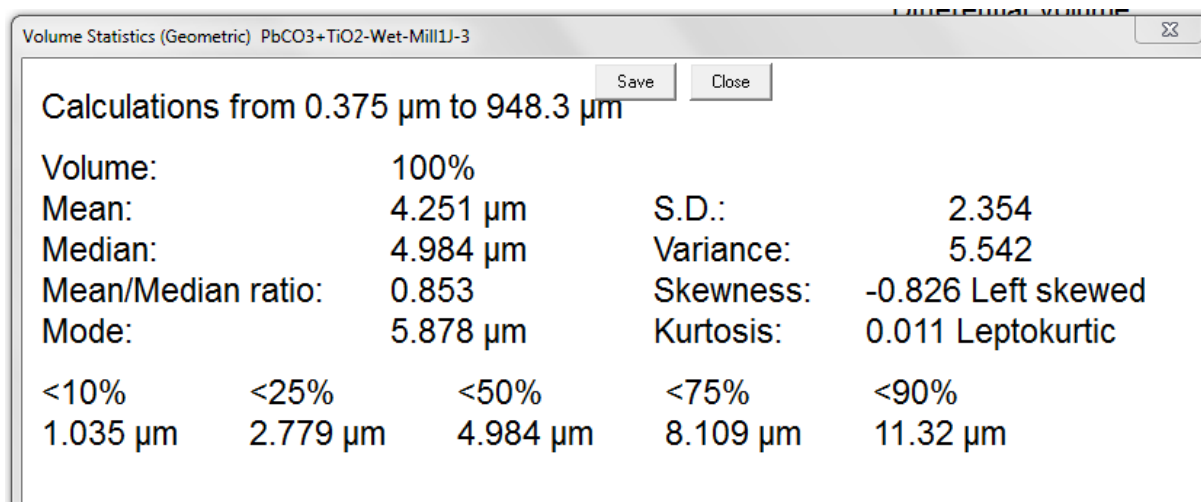 Differential Volume
Volume Statistics (Geometric) PbCO3+TiO2-Wet-Mill1J-3
Save Close
Calculations from 0.375 µm to 948.3 µm
Volume: 100%
Mean: 4.251 µm S.D.: 2.354
Median: 4.984 µm Variance: 5.542
Mean/Median ratio: 0.853 Skewness: -0.826 Left skewed
Mode: 5.878 µm Kurtosis: 0.011 Leptokurtic
<10% <25% <50% <75% <90%
1.035 µm 2.779 µm 4.984 µm 8.109 µm 11.32 µm